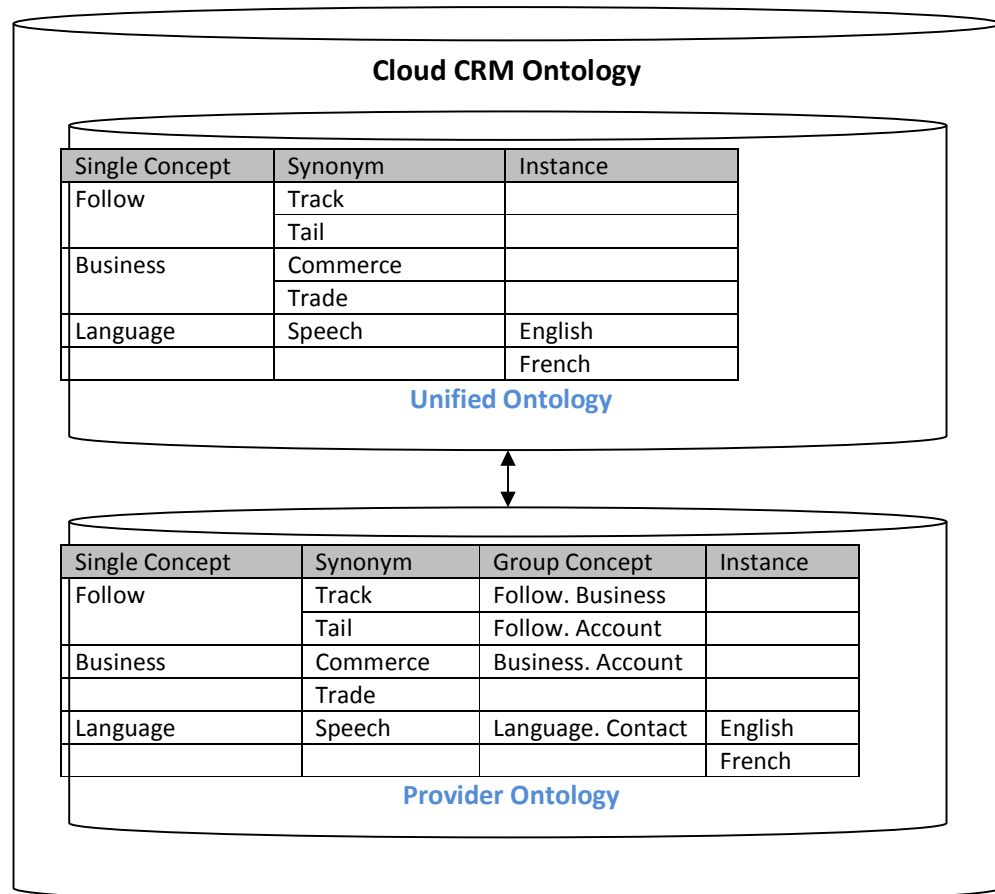 Cloud CRM Ontology
Single Concept Synonym Instance
Follow Track
Tail
Business Commerce
Trade
Language Speech English
French
Unified Ontology
Single Concept Synonym Group Concept Instance
Follow Track Follow. Business
Tail Follow. Account
Business Commerce Business. Account
Trade
Language Speech Language. Contact English
French
Provider Ontology